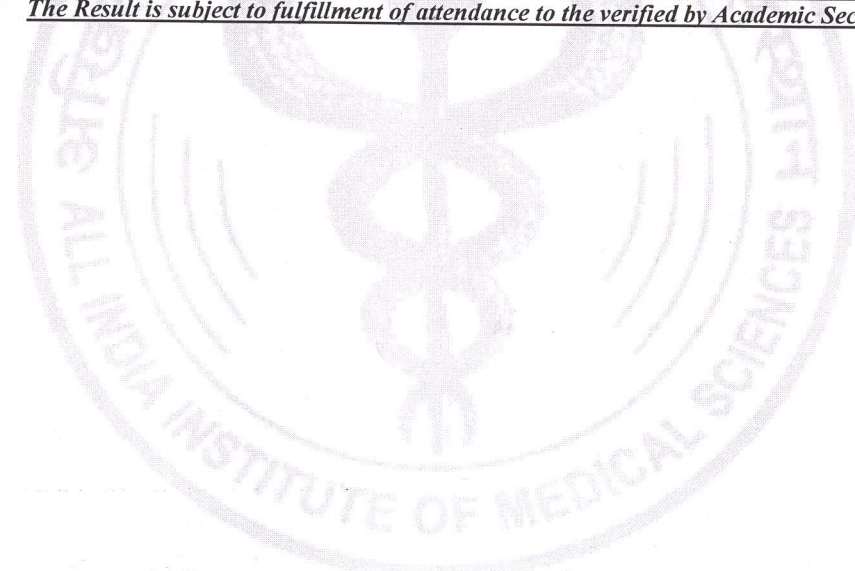 The Result is subject to fulfillment of attendance to the verified by Academic Sec
ALL INDIA INSTITUTE OF MEDICAL SCIENCES